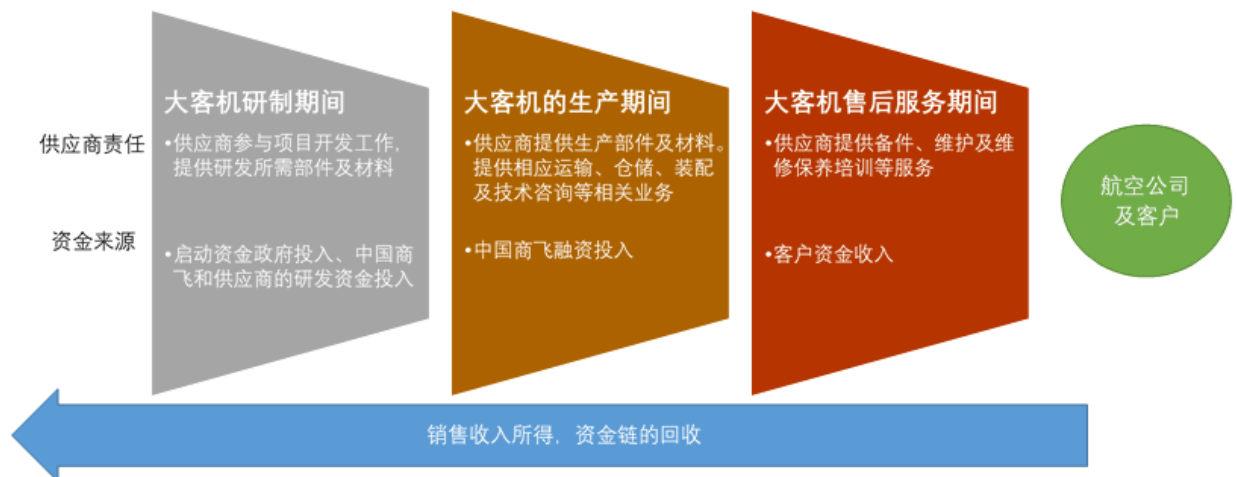 大客机研制期间
•供应商参与项目开发工作,
提供研发所需部件及材料
•启动资金政府投入、中国商
飞和供应商的研发资金投入
大客机的生产期间
•供应商提供生产部件及材料。
提供相应运输、仓储、装配
及技术咨询等相关业务
•中国商飞融资投入
大客机售后服务期间
•供应商提供备件、维护及维
修保养培训等服务
•客户资金收入
供应商责任
资金来源
航空公司
及客户
销售收入所得, 资金链的回收